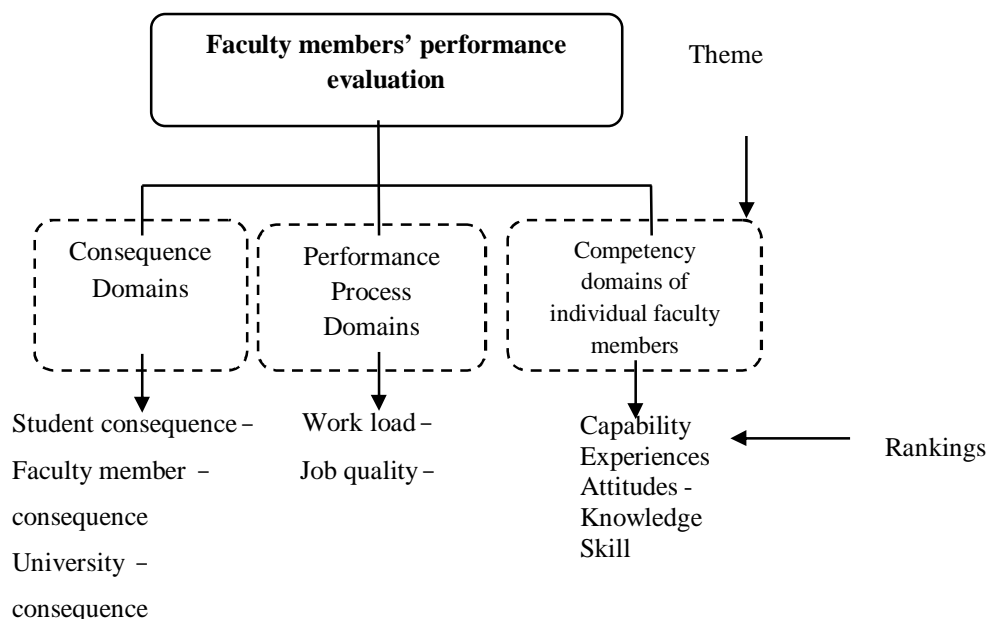 Faculty members’ performance
evaluation
Theme
Consequence
Domains
Performance
Process
Domains
Competency
domains of
individual faculty
members
Student consequence –
Faculty member –
consequence
University –
consequence
Work load –
Job quality –
Capability
Experiences
Attitudes -
Knowledge
Skill
Rankings